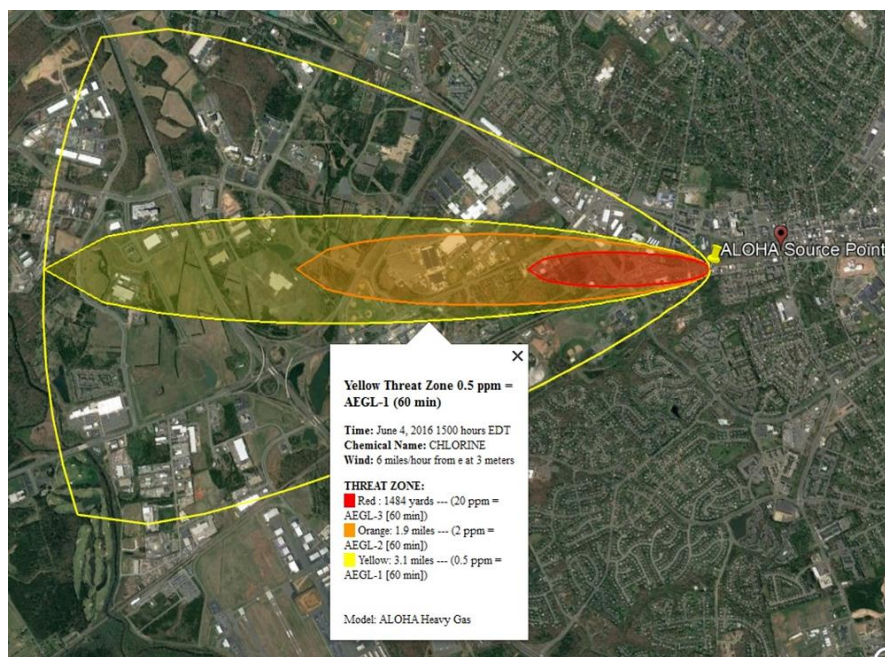 ALOHA Source Point
Yellow Threat Zone 0.5 ppm =
AEGL-1 (60 min)
Time: June 4, 2016 1500 hours EDT
Chemical Name: CHLORINE
Wind: 6 miles/hour from e at 3 meters
THREAT ZONE:
Red : 1484 yards --- (20 ppm =
AEGL-3 [60 min])
Orange: 1.9 miles --- (2 ppm =
AEGL-2 [60 min])
Yellow: 3.1 miles --- (0.5 ppm =
AEGL-1 [60 min])
Model: ALOHA Heavy Gas